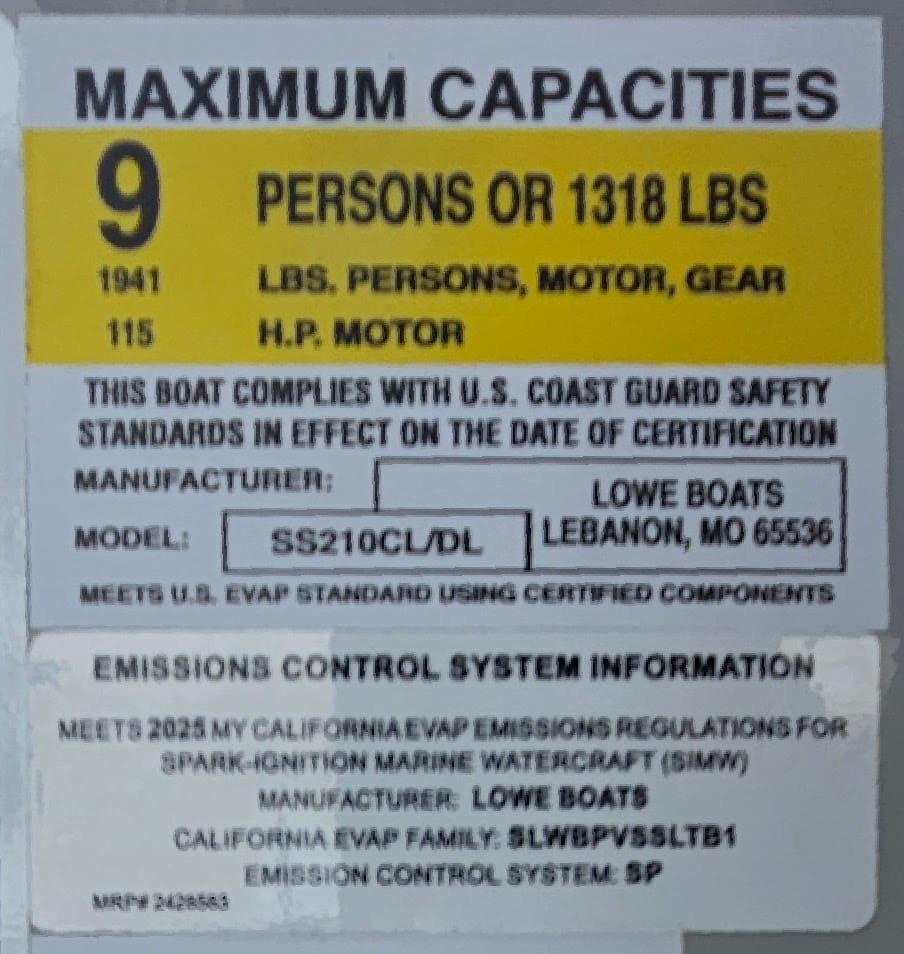 MAXIMUM CAPACITIES
9 PERSONS OR 1318 LBS
1941 LBS. PERSONS, MOTOR, GEAR
115 H.P. MOTOR
THIS BOAT COMPLIES WITH U.S. COAST GUARD SAFETY
STANDARDS IN EFFECT ON THE DATE OF CERTIFICATION
MANUFACTURER: LOWE BOATS
LEBANON, MO 65536
MODEL: SS210CL/DL
MEETS U.S. EVAP STANDARD USING CERTIFIED COMPONENTS
EMISSIONS CONTROL SYSTEM INFORMATION
MEETS 2025 MY CALIFORNIA EVAP EMISSIONS REGULATIONS FOR
SPARK-IGNITION MARINE WATERCRAFT (SIMW)
MANUFACTURER: LOWE BOATS
CALIFORNIA EVAP FAMILY: SLWBPVSSLTB1
EMISSION CONTROL SYSTEM: SP
MRP# 2428583